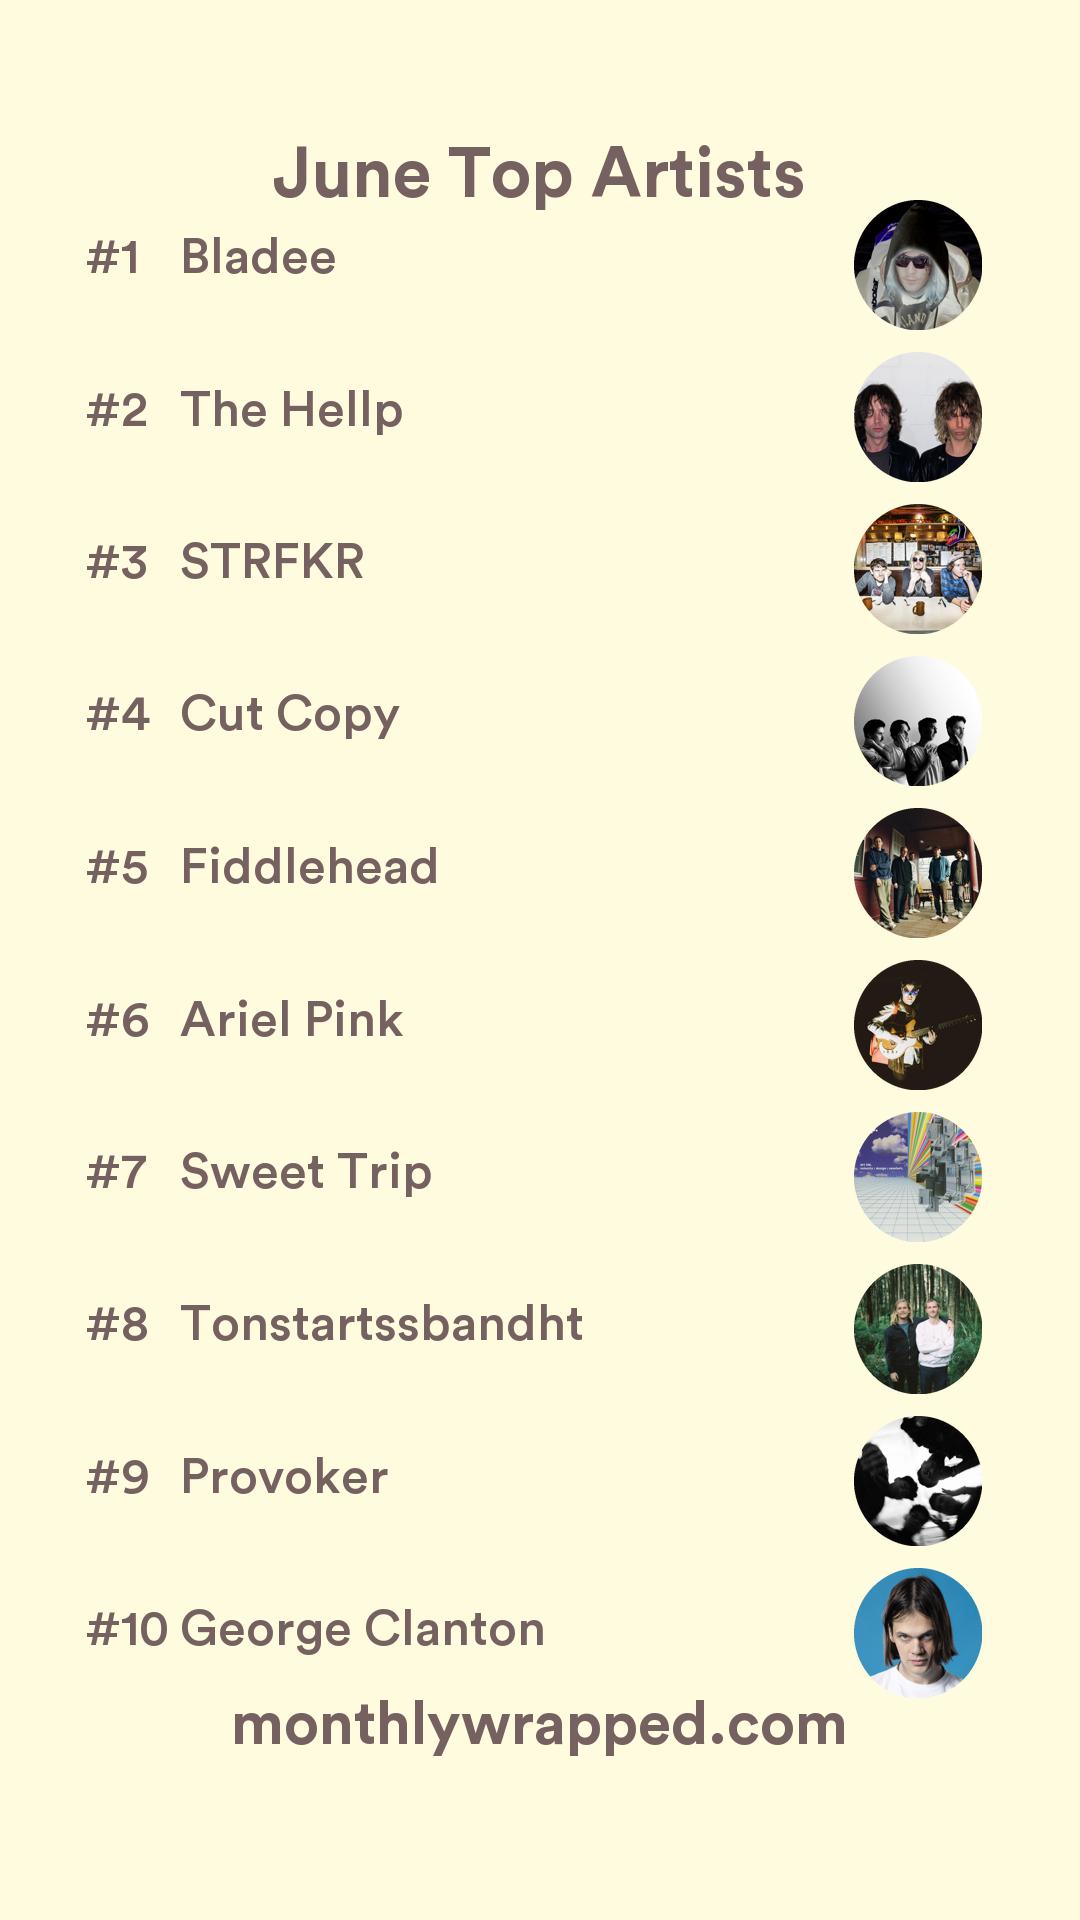 June Top Artists
#1 Bladee
#2 The Hellp
#3 STRFKR
#4 Cut Copy
#5 Fiddlehead
#6 Ariel Pink
#7 Sweet Trip
#8 Tonstartssbandht
#9 Provoker
#10 George Clanton
monthlywrapped.com